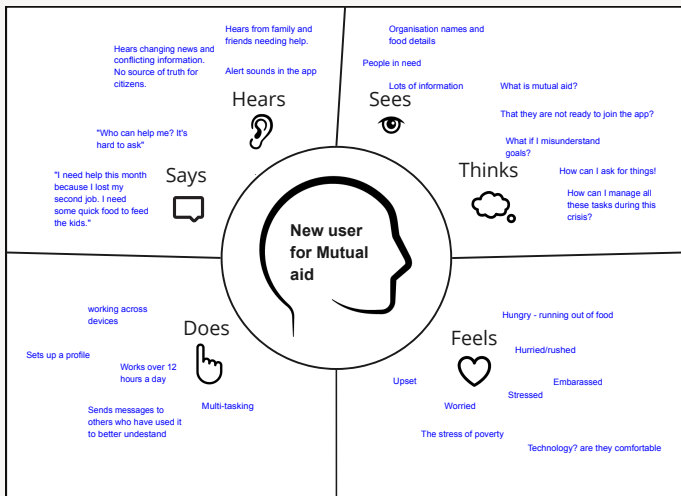 Hears from family and
friends needing help.
Hears changing news and
conflicting information.
No source of truth for
citizens.
Alert sounds in the app
Hears
"Who can help me? It's
hard to ask"
"I need help this month
because I lost my
second job. I need
some quick food to feed
the kids."
Says
Organisation names and
food details
People in need
Lots of information
Sees
What is mutual aid?
That they are not ready to join the app?
What if I misunderstand
goals?
Thinks
How can I ask for things!
How can I manage all
these tasks during this
crisis?
New user
for Mutual
aid
working across
devices
Does
Sets up a profile
Works over 12
hours a day
Sends messages to
others who have used it
to better undestand
Multi-tasking
Hungry - running out of food
Feels
Hurried/rushed
Upset
Embarassed
Stressed
Worried
The stress of poverty
Technology? are they comfortable